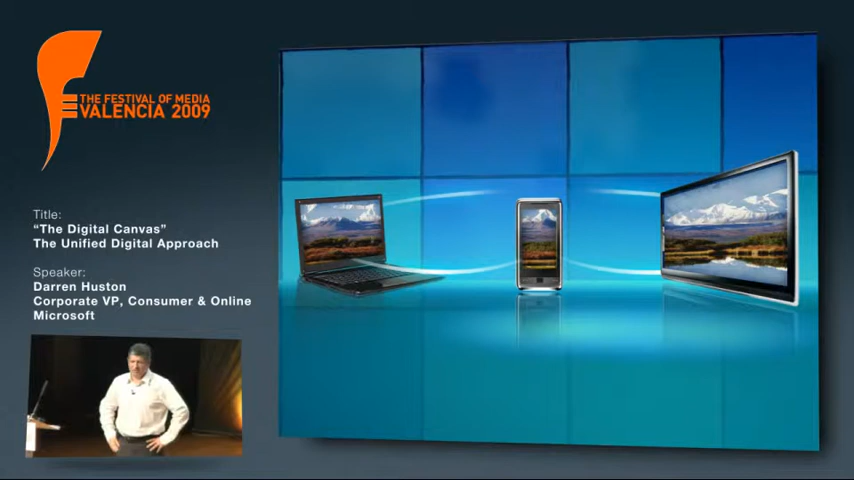 THE FESTIVAL OF MEDIA
VALENCIA 2009
Title:
“The Digital Canvas”
The Unified Digital Approach
Speaker:
Darren Huston
Corporate VP, Consumer & Online
Microsoft